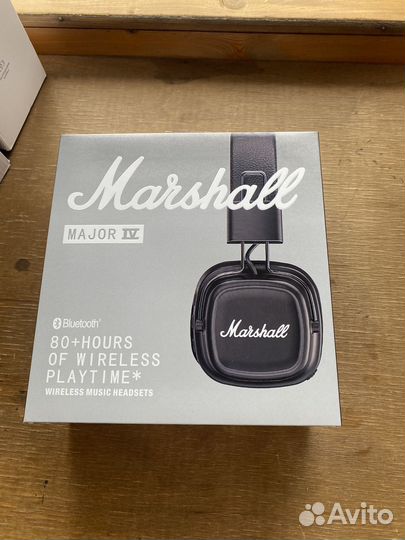 Marshall
MAJOR IV
Bluetooth®
80+HOURS
OF WIRELESS
PLAYTIME*
WIRELESS MUSIC HEADSETS
Marshall
Avito